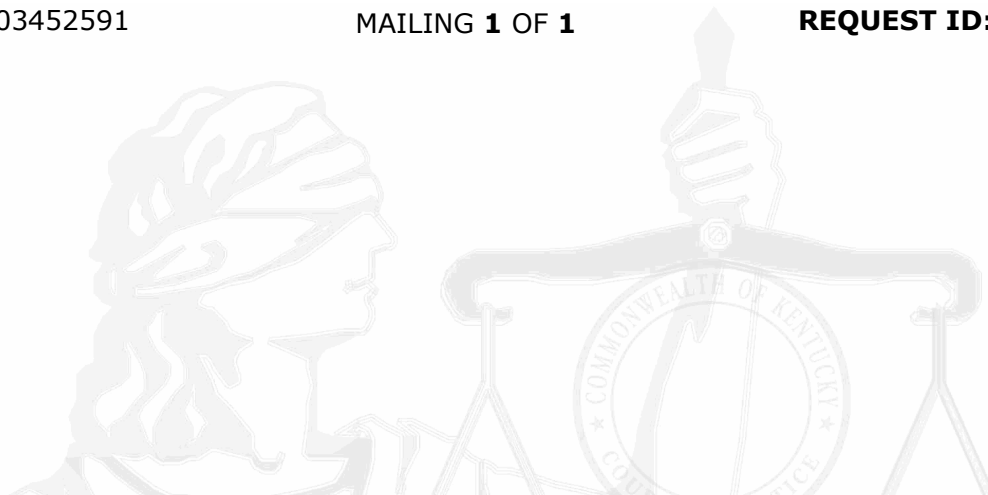 03452591 MAILING 1 OF 1 REQUEST ID:
COMMONWEALTH OF KENTUCKY